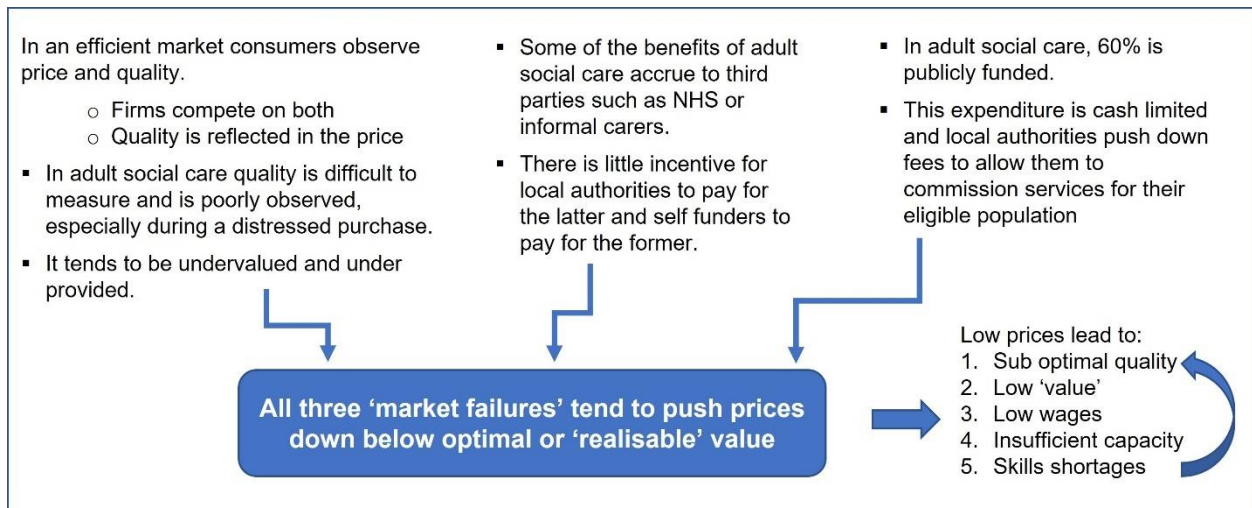 In an efficient market consumers observe
price and quality.
o Firms compete on both
o Quality is reflected in the price
▪ In adult social care quality is difficult to
measure and is poorly observed,
especially during a distressed purchase.
▪ It tends to be undervalued and under
provided.
▪ Some of the benefits of adult
social care accrue to third
parties such as NHS or
informal carers.
▪ There is little incentive for
local authorities to pay for
the latter and self funders to
pay for the former.
▪ In adult social care, 60% is
publicly funded.
▪ This expenditure is cash limited
and local authorities push down
fees to allow them to
commission services for their
eligible population
All three ‘market failures’ tend to push prices
down below optimal or ‘realisable’ value
Low prices lead to:
1. Sub optimal quality
2. Low ‘value’
3. Low wages
4. Insufficient capacity
5. Skills shortages